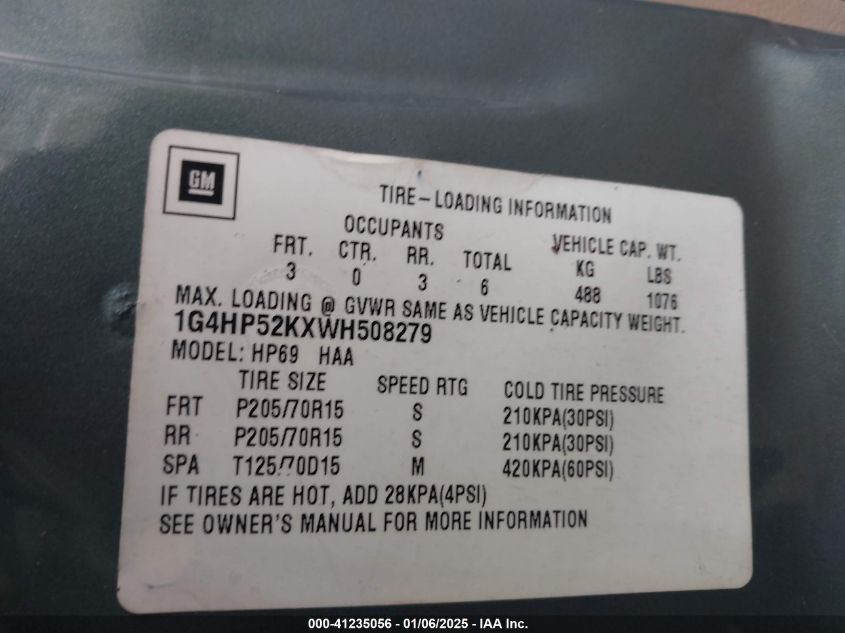 GM
TIRE-LOADING INFORMATION
OCCUPANTS VEHICLE CAP. WT.
FRT. CTR. RR. TOTAL KG LBS
3 0 3 6 488 1076
MAX. LOADING @ GVWR SAME AS VEHICLE CAPACITY WEIGHT.
1G4HP52KXWH508279
MODEL: HP69 HAA
TIRE SIZE SPEED RTG COLD TIRE PRESSURE
FRT P205/70R15 S 210KPA(30PSI)
RR P205/70R15 S 210KPA(30PSI)
SPA T125/70D15 M 420KPA(60PSI)
IF TIRES ARE HOT, ADD 28KPA(4PSI)
SEE OWNER'S MANUAL FOR MORE INFORMATION
000-41235056 - 01/06/2025 - IAA Inc.